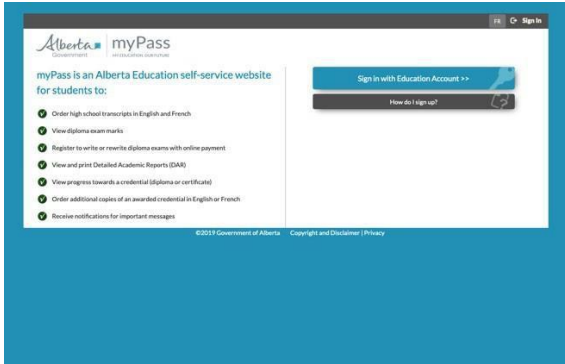 FR Sign In
Alberta Government myPass
MY EDUCATION, MY FUTURE
myPass is an Alberta Education self-service website
for students to:
Order high school transcripts in English and French
View diploma exam marks
Register to write or rewrite diploma exams with online payment
View and print Detailed Academic Reports (DAR)
View progress towards a credential (diploma or certificate)
Order additional copies of an awarded credential in English or French
Receive notifications for important messages
Sign in with Education Account >>
How do I sign up?
©2019 Government of Alberta Copyright and Disclaimer | Privacy